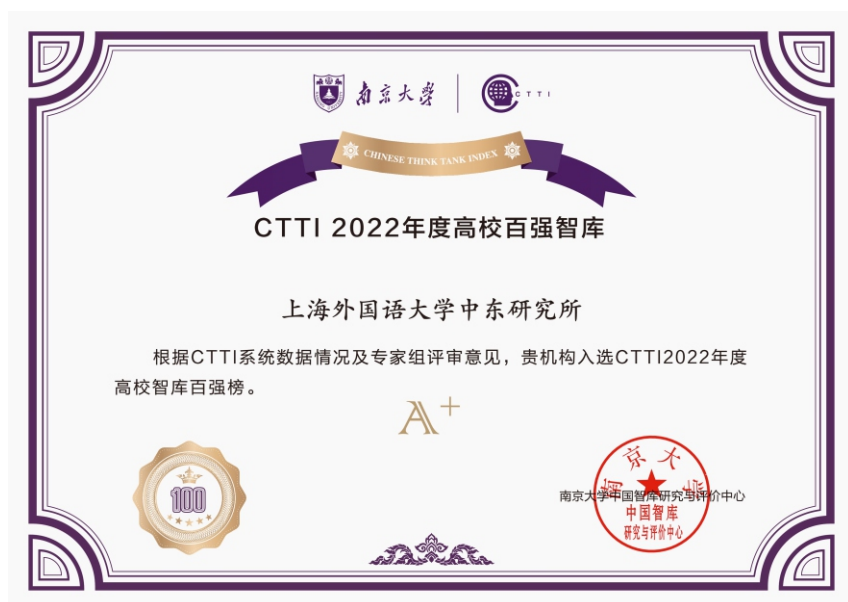 南京大学
CTTI
CHINESE THINK TANK INDEX
CTTI 2022年度高校百强智库
上海外国语大学中东研究所
根据CTTI系统数据情况及专家组评审意见，贵机构入选CTTI2022年度
高校智库百强榜。
A+
100
南京大学中国智库研究与评价中心
南京大学
中国智库
研究与评价中心